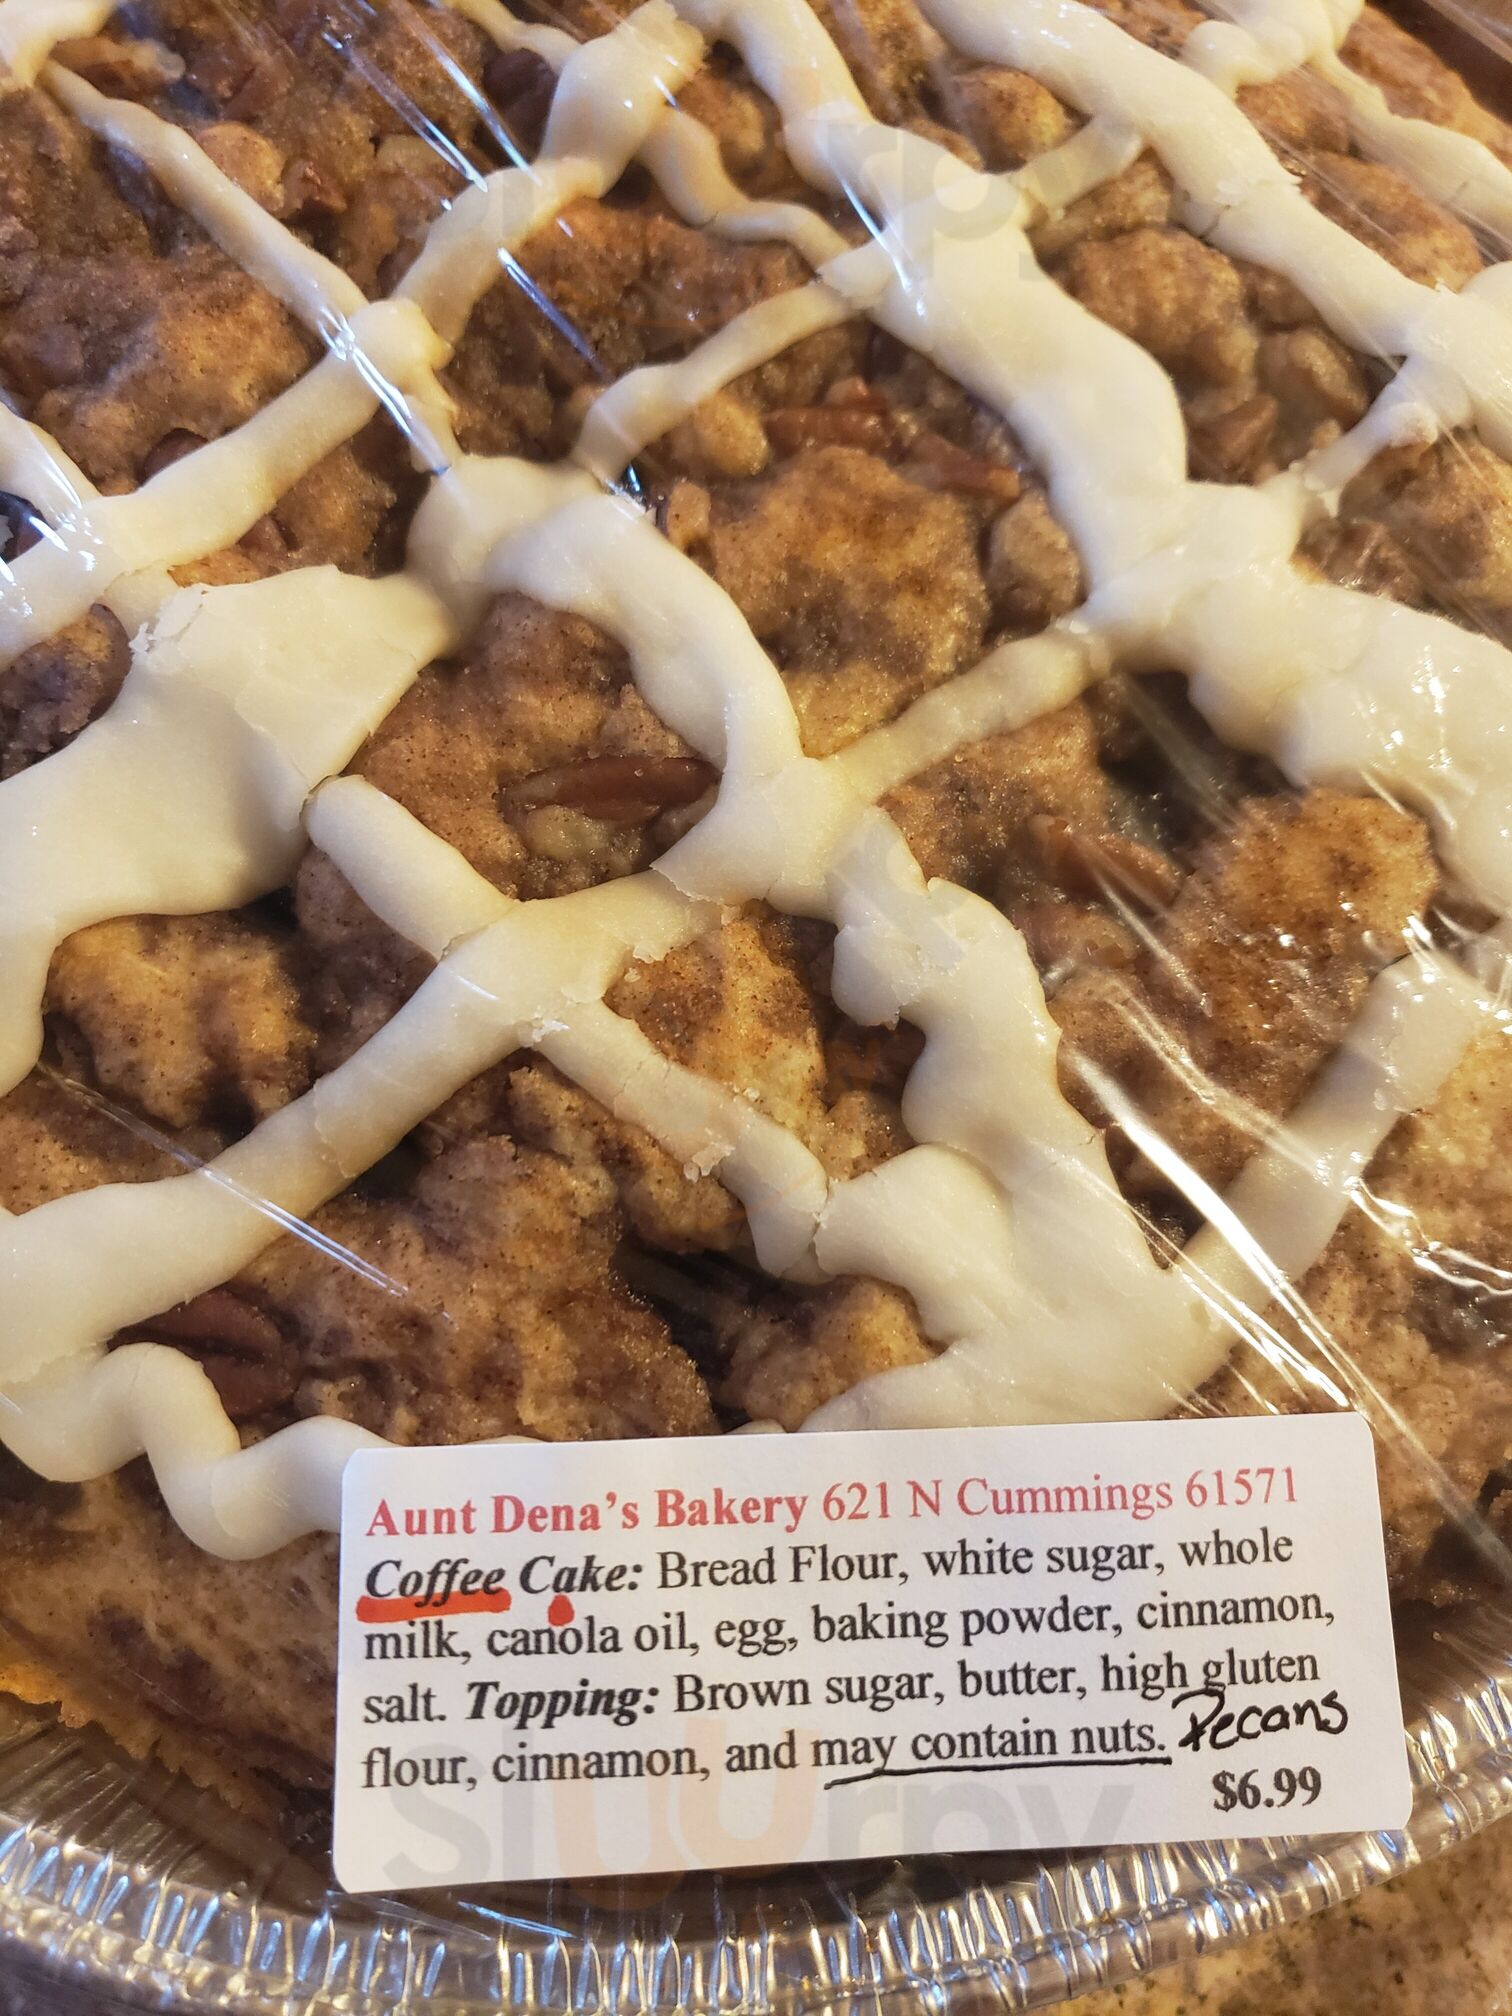 Aunt Dena's Bakery 621 N Cummings 61571
Coffee Cake: Bread Flour, white sugar, whole
milk, canola oil, egg, baking powder, cinnamon,
salt. Topping: Brown sugar, butter, high gluten
flour, cinnamon, and may contain nuts. Pecans
$6.99
slurrpy